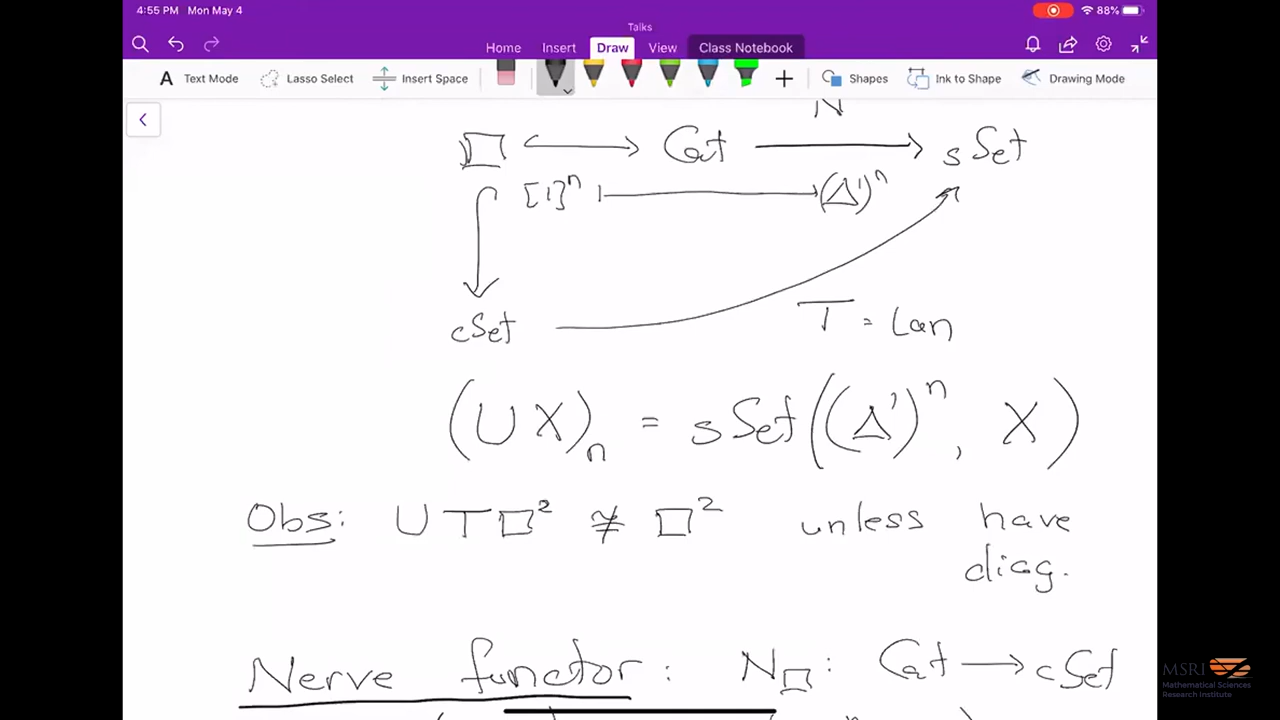 4:55 PM Mon May 4
88%
Talks
Home Insert Draw View Class Notebook
A Text Mode Lasso Select Insert Space Shapes Ink to Shape Drawing Mode
N
□ ↪ Cat → sSet
[1]ⁿ ↦ (Δ¹)ⁿ
cSet T = Lan
(UX)ₙ = sSet((Δ¹)ⁿ, X)
Obs: UT□² ≇ □² unless have
diag.
Nerve functor: N□: Cat → cSet
MSRI
Mathematical Sciences
Research Institute